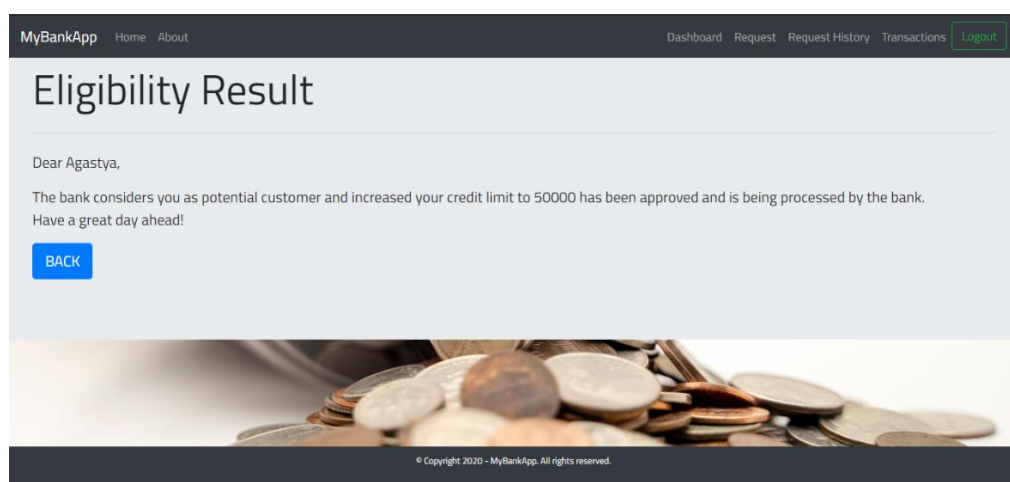 MyBankApp Home About Dashboard Request Request History Transactions Logout
Eligibility Result
Dear Agastya,
The bank considers you as potential customer and increased your credit limit to 50000 has been approved and is being processed by the bank.
Have a great day ahead!
BACK
© Copyright 2020 - MyBankApp. All rights reserved.